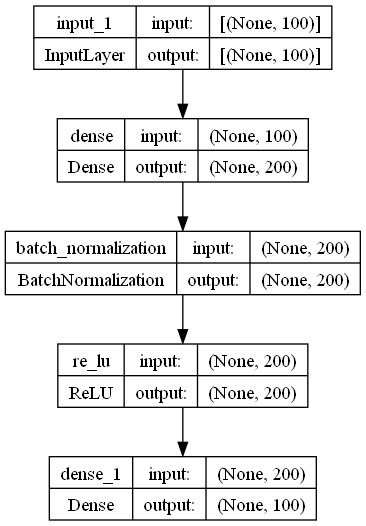 input_1 input: [(None, 100)]
InputLayer output: [(None, 100)]
dense input: (None, 100)
Dense output: (None, 200)
batch_normalization input: (None, 200)
BatchNormalization output: (None, 200)
re_lu input: (None, 200)
ReLU output: (None, 200)
dense_1 input: (None, 200)
Dense output: (None, 100)